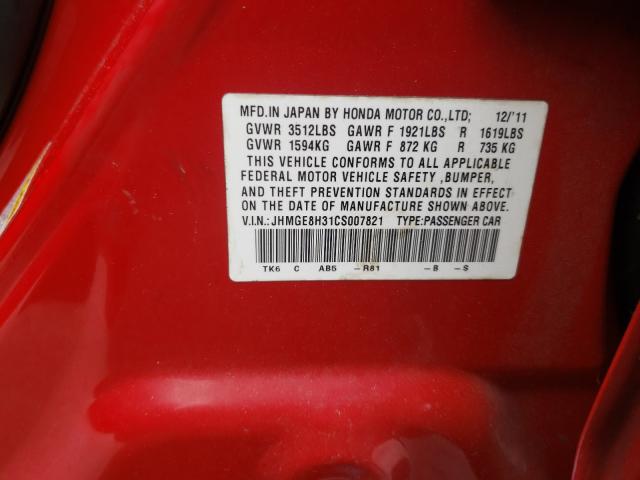 MFD.IN JAPAN BY HONDA MOTOR CO.,LTD; 12/'11
GVWR 3512LBS GAWR F 1921LBS R 1619LBS
GVWR 1594KG GAWR F 872 KG R 735 KG
THIS VEHICLE CONFORMS TO ALL APPLICABLE
FEDERAL MOTOR VEHICLE SAFETY ,BUMPER,
AND THEFT PREVENTION STANDARDS IN EFFECT
ON THE DATE OF MANUFACTURE SHOWN ABOVE.
V.I.N.: JHMGE8H31CS007821 TYPE:PASSENGER CAR
TK6 C AB5 -R81 -B -S